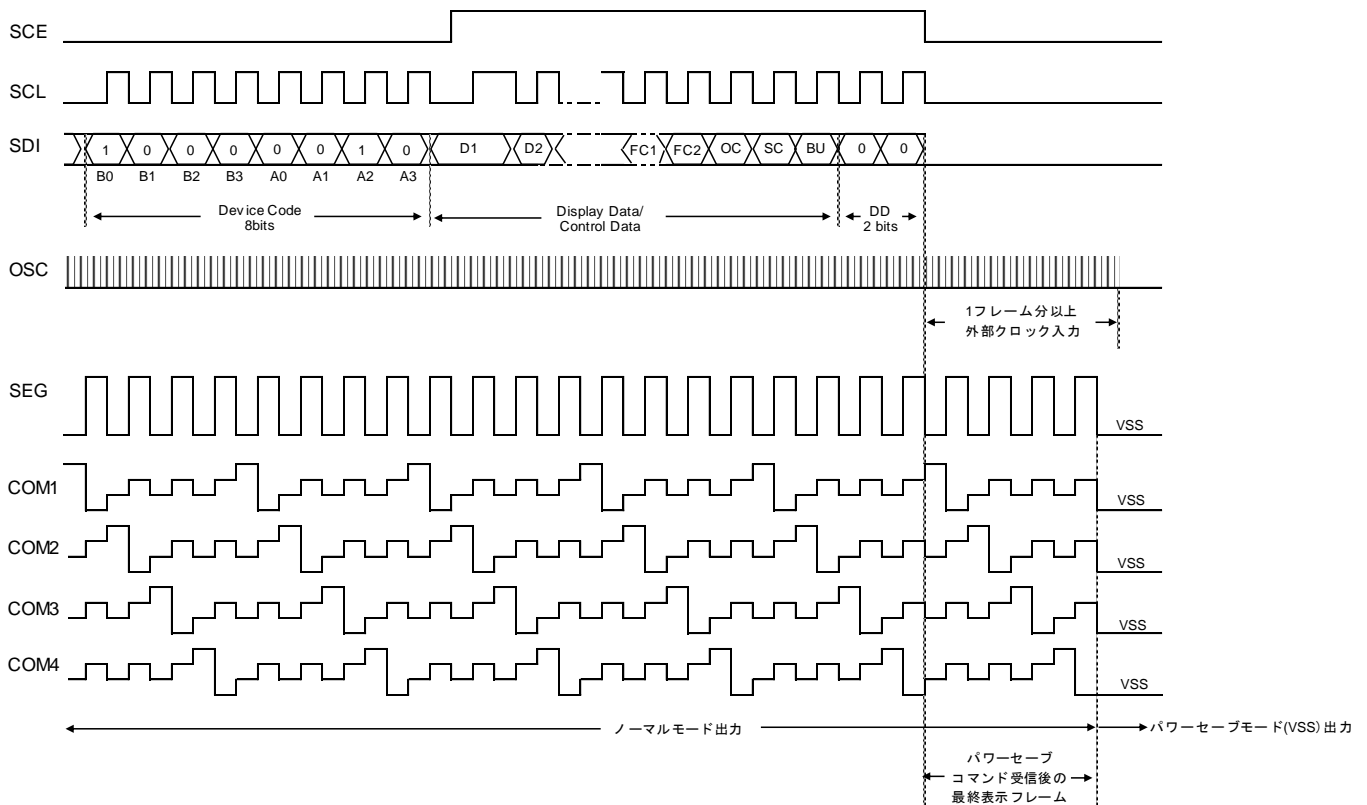 SCE
SCL
SDI
1 0 0 0 0 0 1 0 D1 D2 FC1 FC2 OC SC BU 0 0
B0 B1 B2 B3 A0 A1 A2 A3
Device Code
8bits
Display Data/
Control Data
DD
2 bits
OSC
1フレーム分以上
外部クロック入力
SEG
VSS
COM1
VSS
COM2
VSS
COM3
VSS
COM4
VSS
ノーマルモード出力
パワーセーブモード(VSS)出力
パワーセーブ
コマンド受信後の
最終表示フレーム